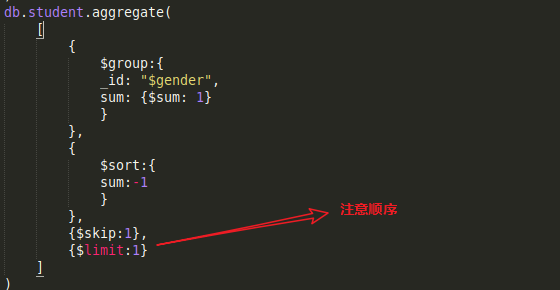 db.student.aggregate(
[
{
$group:{
_id: "$gender",
sum: {$sum: 1}
}
},
{
$sort:{
sum:-1
}
},
{$skip:1},
{$limit:1}
]
)
注意顺序